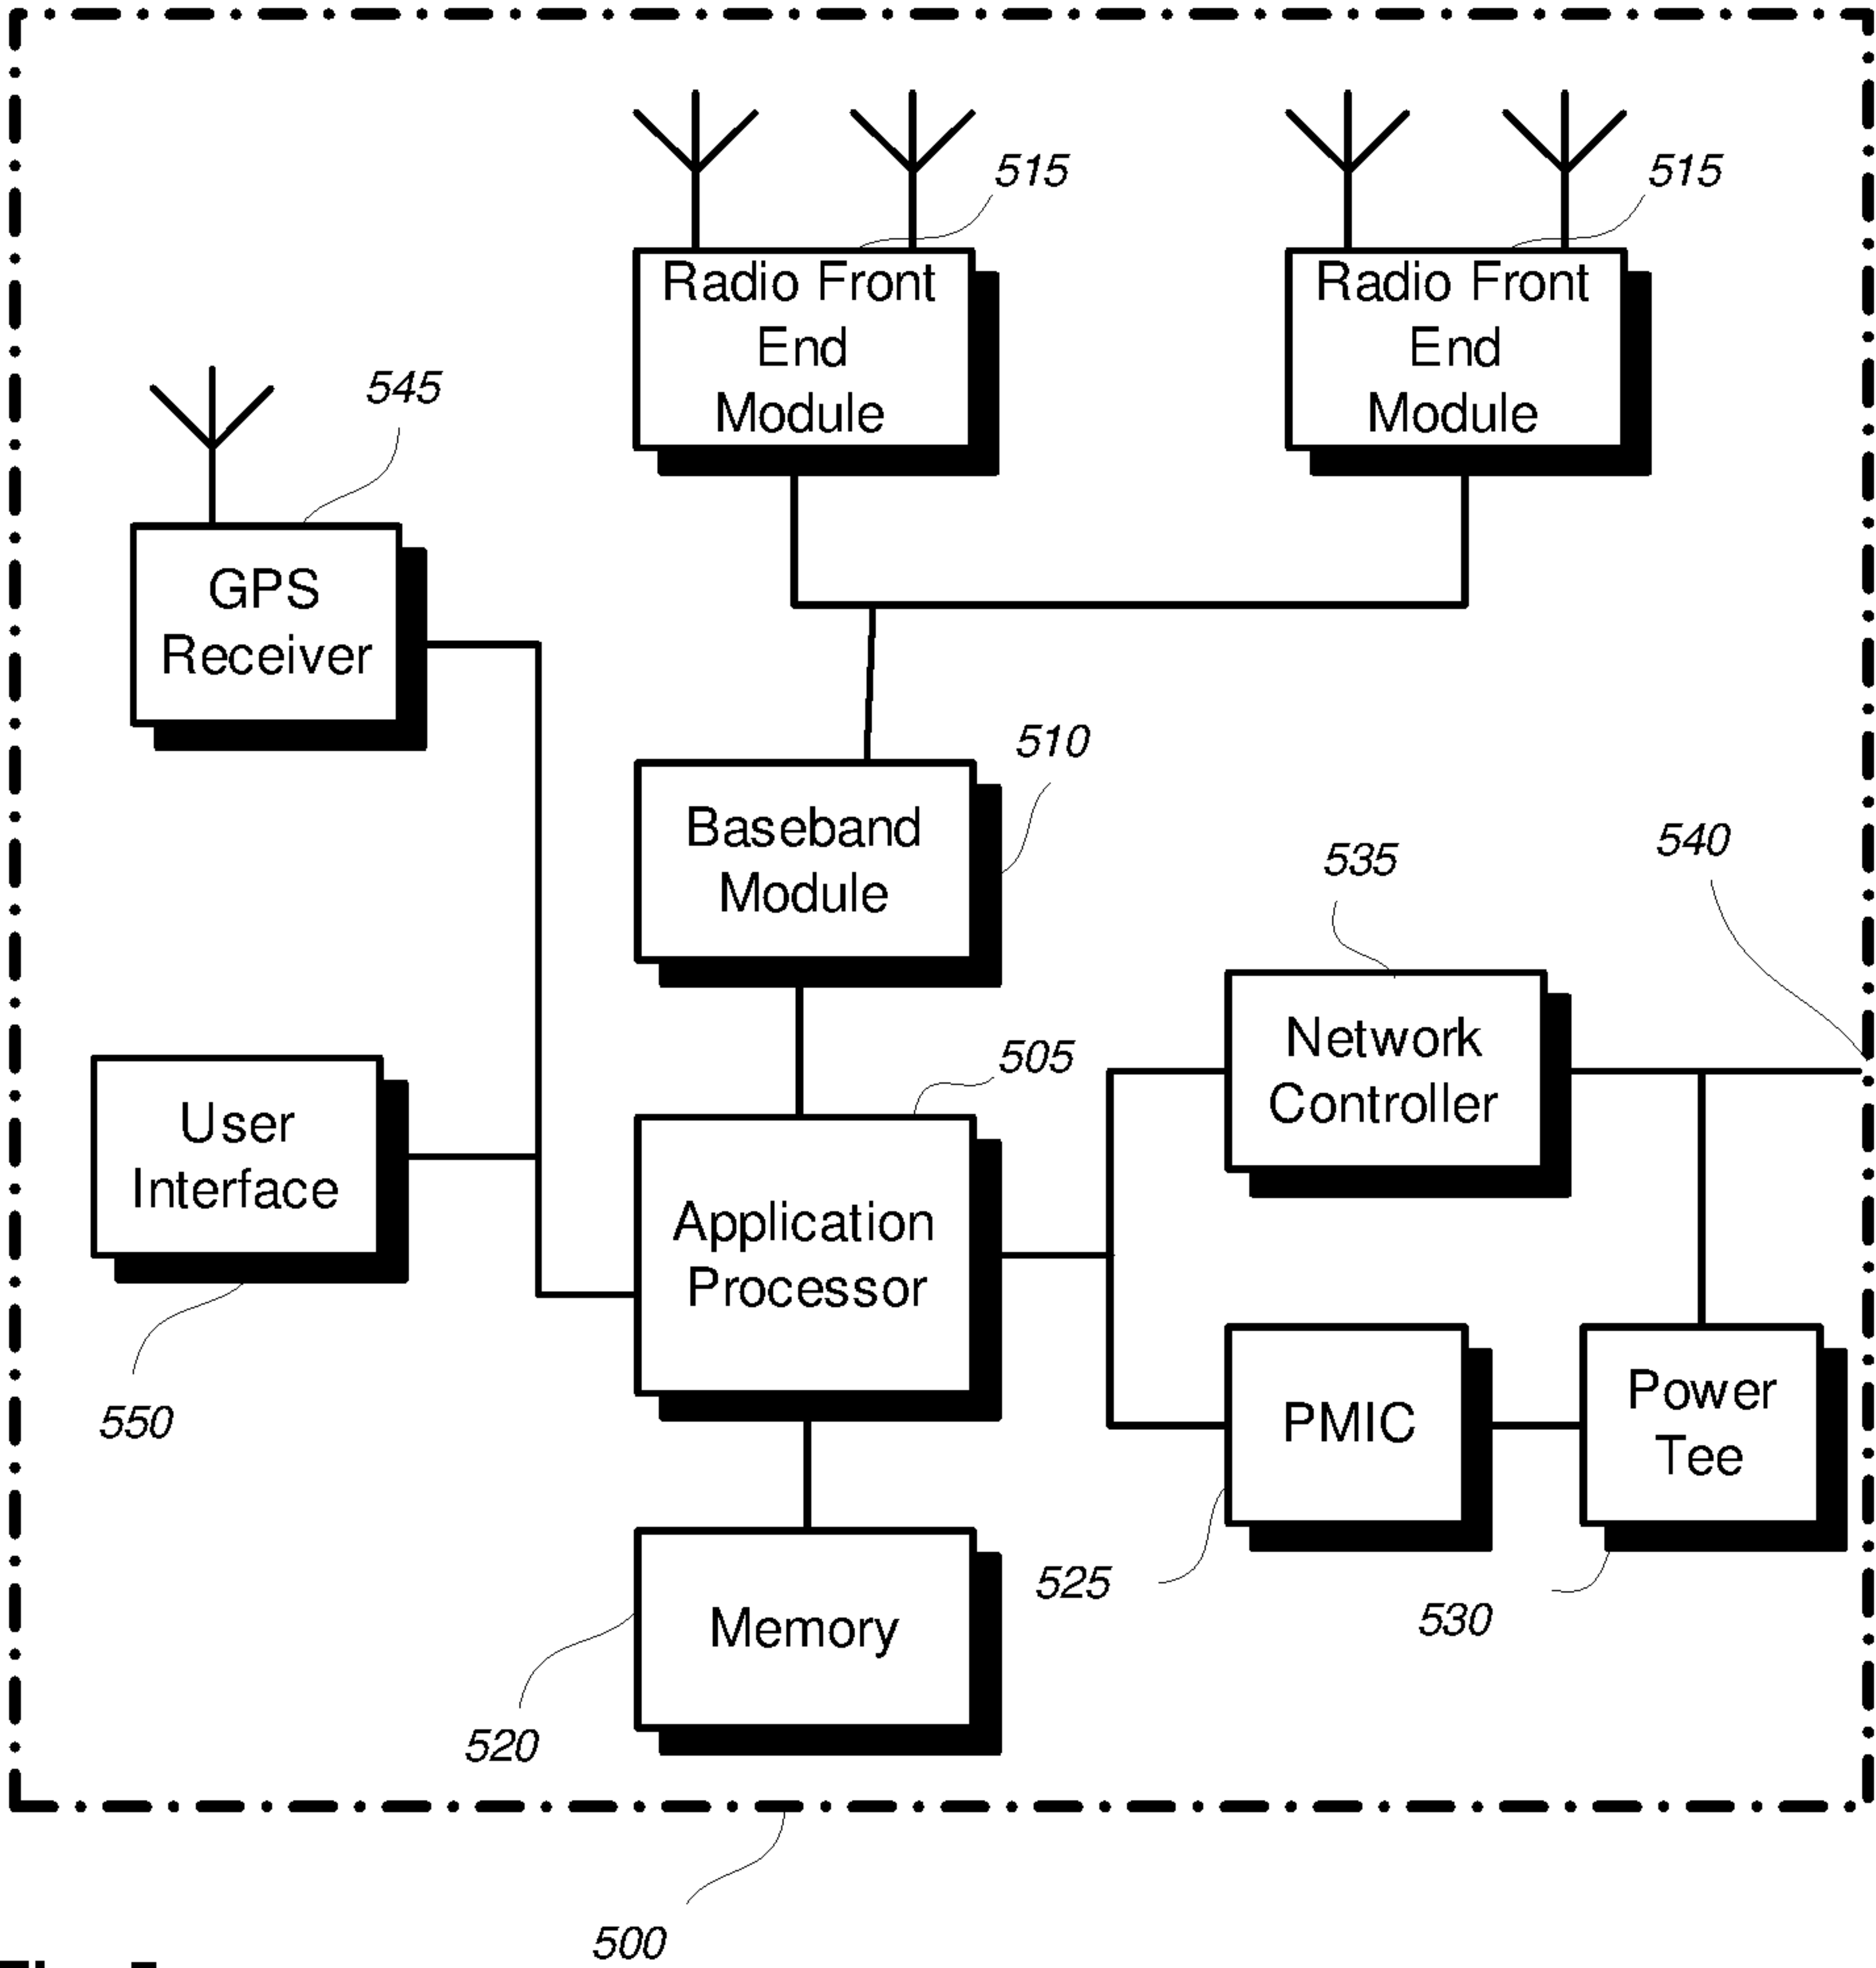 515
515
Radio Front
End
Module
Radio Front
End
Module
545
GPS
Receiver
510
Baseband
Module
535
540
Network
Controller
505
User
Interface
Application
Processor
550
PMIC
Power
Tee
525
530
Memory
520
500